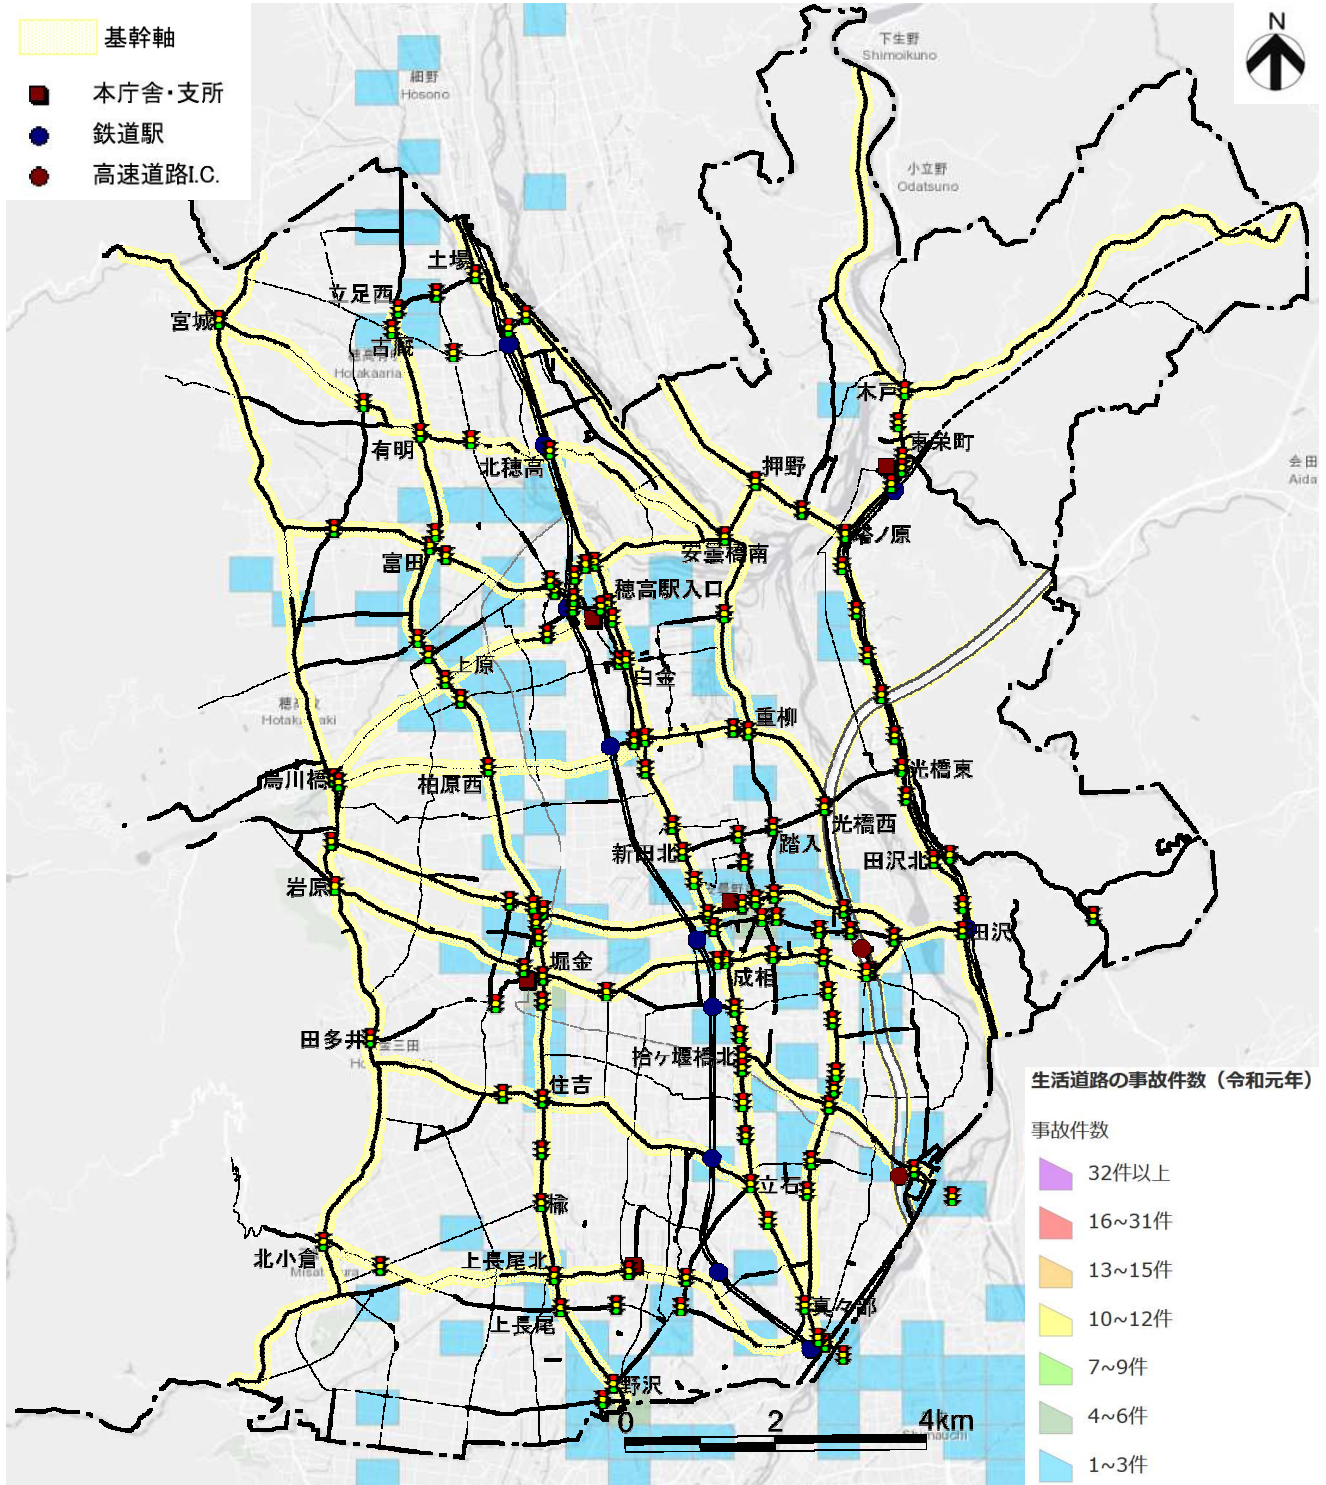 基幹軸
本庁舎・支所
鉄道駅
高速道路I.C.
N
下生野
Shimoikuno
細野
Hosono
小立野
Odatsuno
土場
立足西
宮城
古厩
Hotakaaria
木戸
東栄町
有明
北穂高
押野
会田
Aida
塔ノ原
安曇橋南
富田
穂高駅入口
上原
白金
重柳
烏川橋
柏原西
光橋東
光橋西
踏入
新田北
田沢北
岩原
田沢
堀金
成相
田多井
拾ヶ堰橋北
住吉
立石
楡
北小倉
上長尾北
真々部
上長尾
野沢
0 2 4km
生活道路の事故件数（令和元年）
事故件数
32件以上
16~31件
13~15件
10~12件
7~9件
4~6件
1~3件